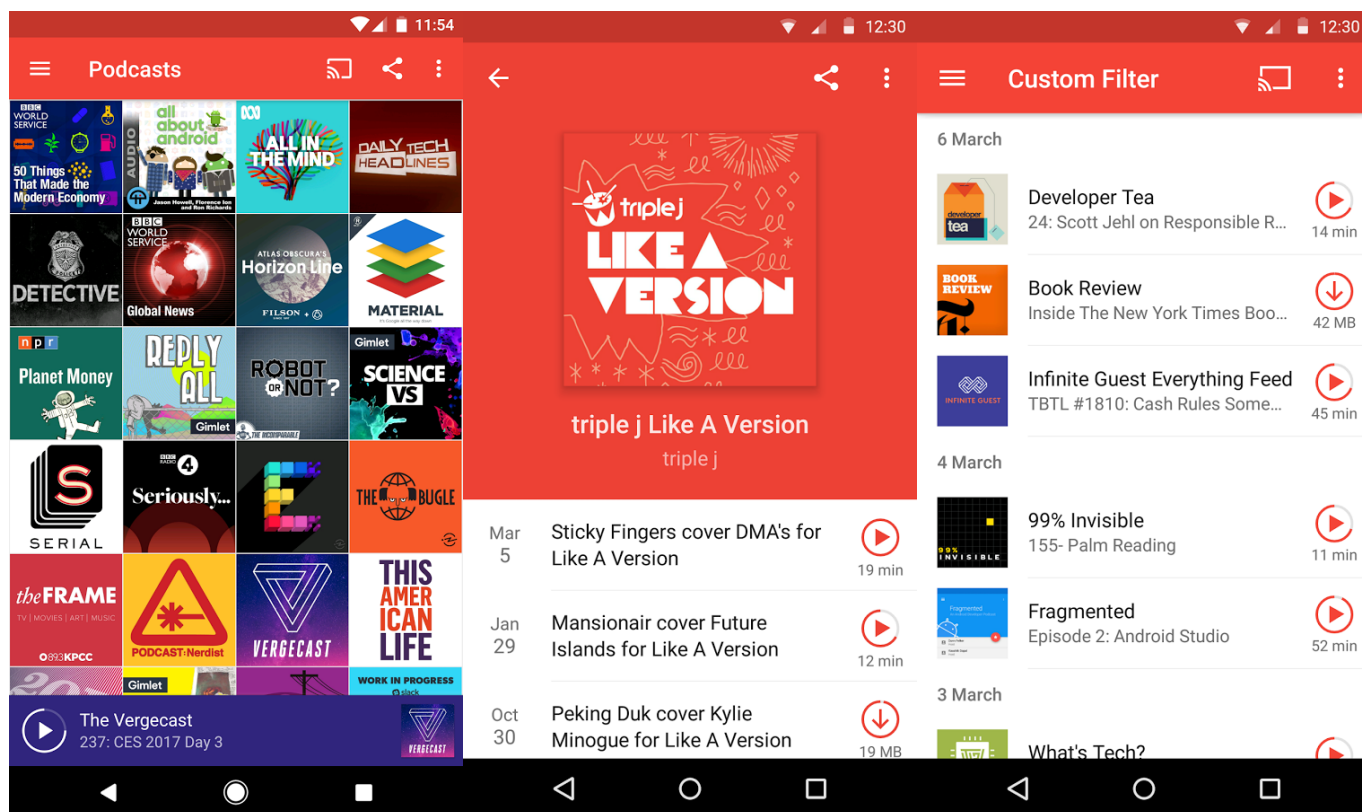 11:54
Podcasts
BBC
WORLD
SERVICE
50 Things
That Made the
Modern Economy
all
about
android
AUDIO
Jason Howell, Florence Ion
and Ron Richards
ALL IN
THE MIND
DAILY TECH
HEADLINES
POLICE
DETECTIVE
BBC
WORLD
SERVICE
Global News
ATLAS OBSCURA'S
Horizon Line
FILSON +
MATERIAL
npr
Planet Money
REPLY
ALL
Gimlet
ROBOT
OR NOT?
THE INCOMPARABLE
Gimlet
SCIENCE
VS
S
SERIAL
BBC
RADIO 4
Seriously...
E
THE BUGLE
the FRAME
TV | MOVIES | ART | MUSIC
89.3 KPCC
PODCAST: Nerdist
VERGECAST
THIS
AMER
ICAN
LIFE
Gimlet
WORK IN PROGRESS
slack
The Vergecast
237: CES 2017 Day 3
VERGECAST
12:30
triple j
LIKE A
VERSION
triple j Like A Version
triple j
Mar
5
Sticky Fingers cover DMA's for
Like A Version
19 min
Jan
29
Mansionair cover Future
Islands for Like A Version
12 min
Oct
30
Peking Duk cover Kylie
Minogue for Like A Version
19 MB
12:30
Custom Filter
6 March
developer
tea
Developer Tea
24: Scott Jehl on Responsible R...
14 min
BOOK
REVIEW
Book Review
Inside The New York Times Boo...
42 MB
INFINITE GUEST
Infinite Guest Everything Feed
TBTL #1810: Cash Rules Some...
45 min
4 March
99%
INVISIBLE
99% Invisible
155- Palm Reading
11 min
Fragmented
Fragmented
Episode 2: Android Studio
52 min
3 March
What's Tech?